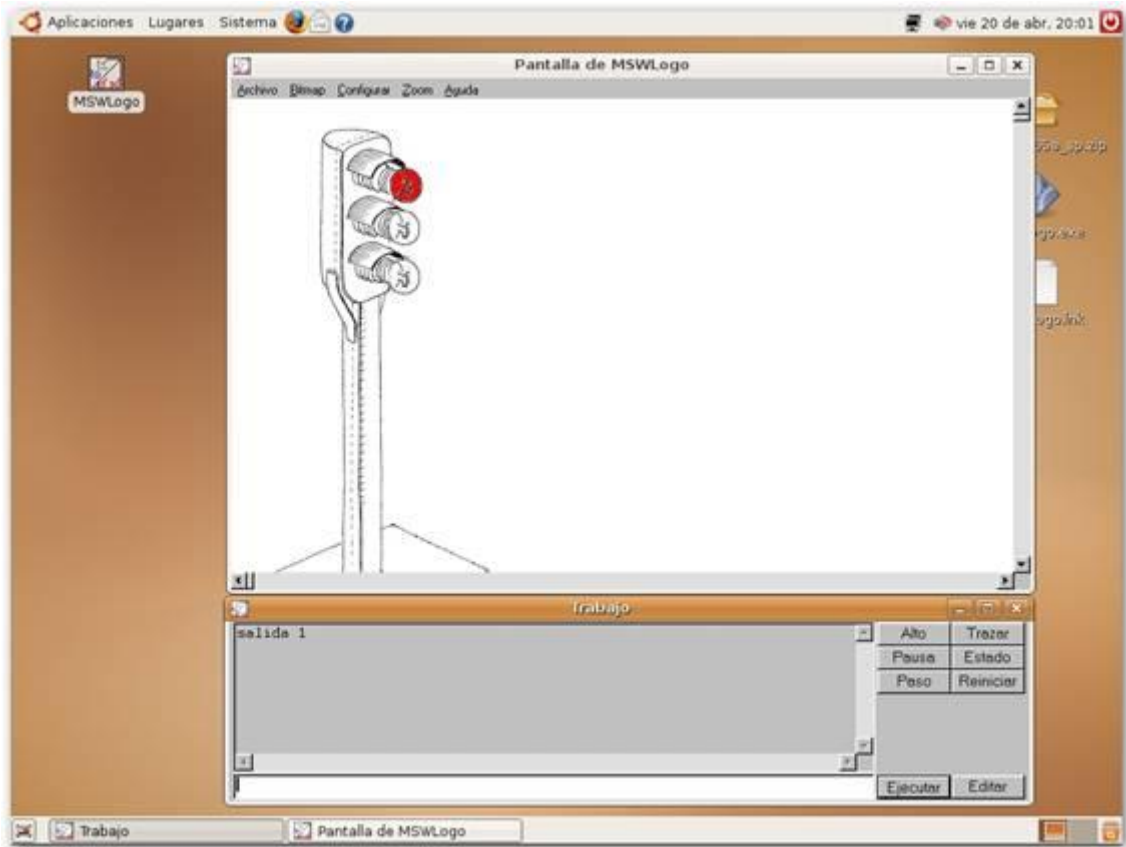 Aplicaciones Lugares Sistema
vie 20 de abr, 20:01
MSWLogo
Pantalla de MSWLogo
Archivo Bitmap Configurar Zoom Ayuda
Trabajo
salida 1
Alto Trazar
Pausa Estado
Paso Reiniciar
Ejecutar Editar
Trabajo
Pantalla de MSWLogo